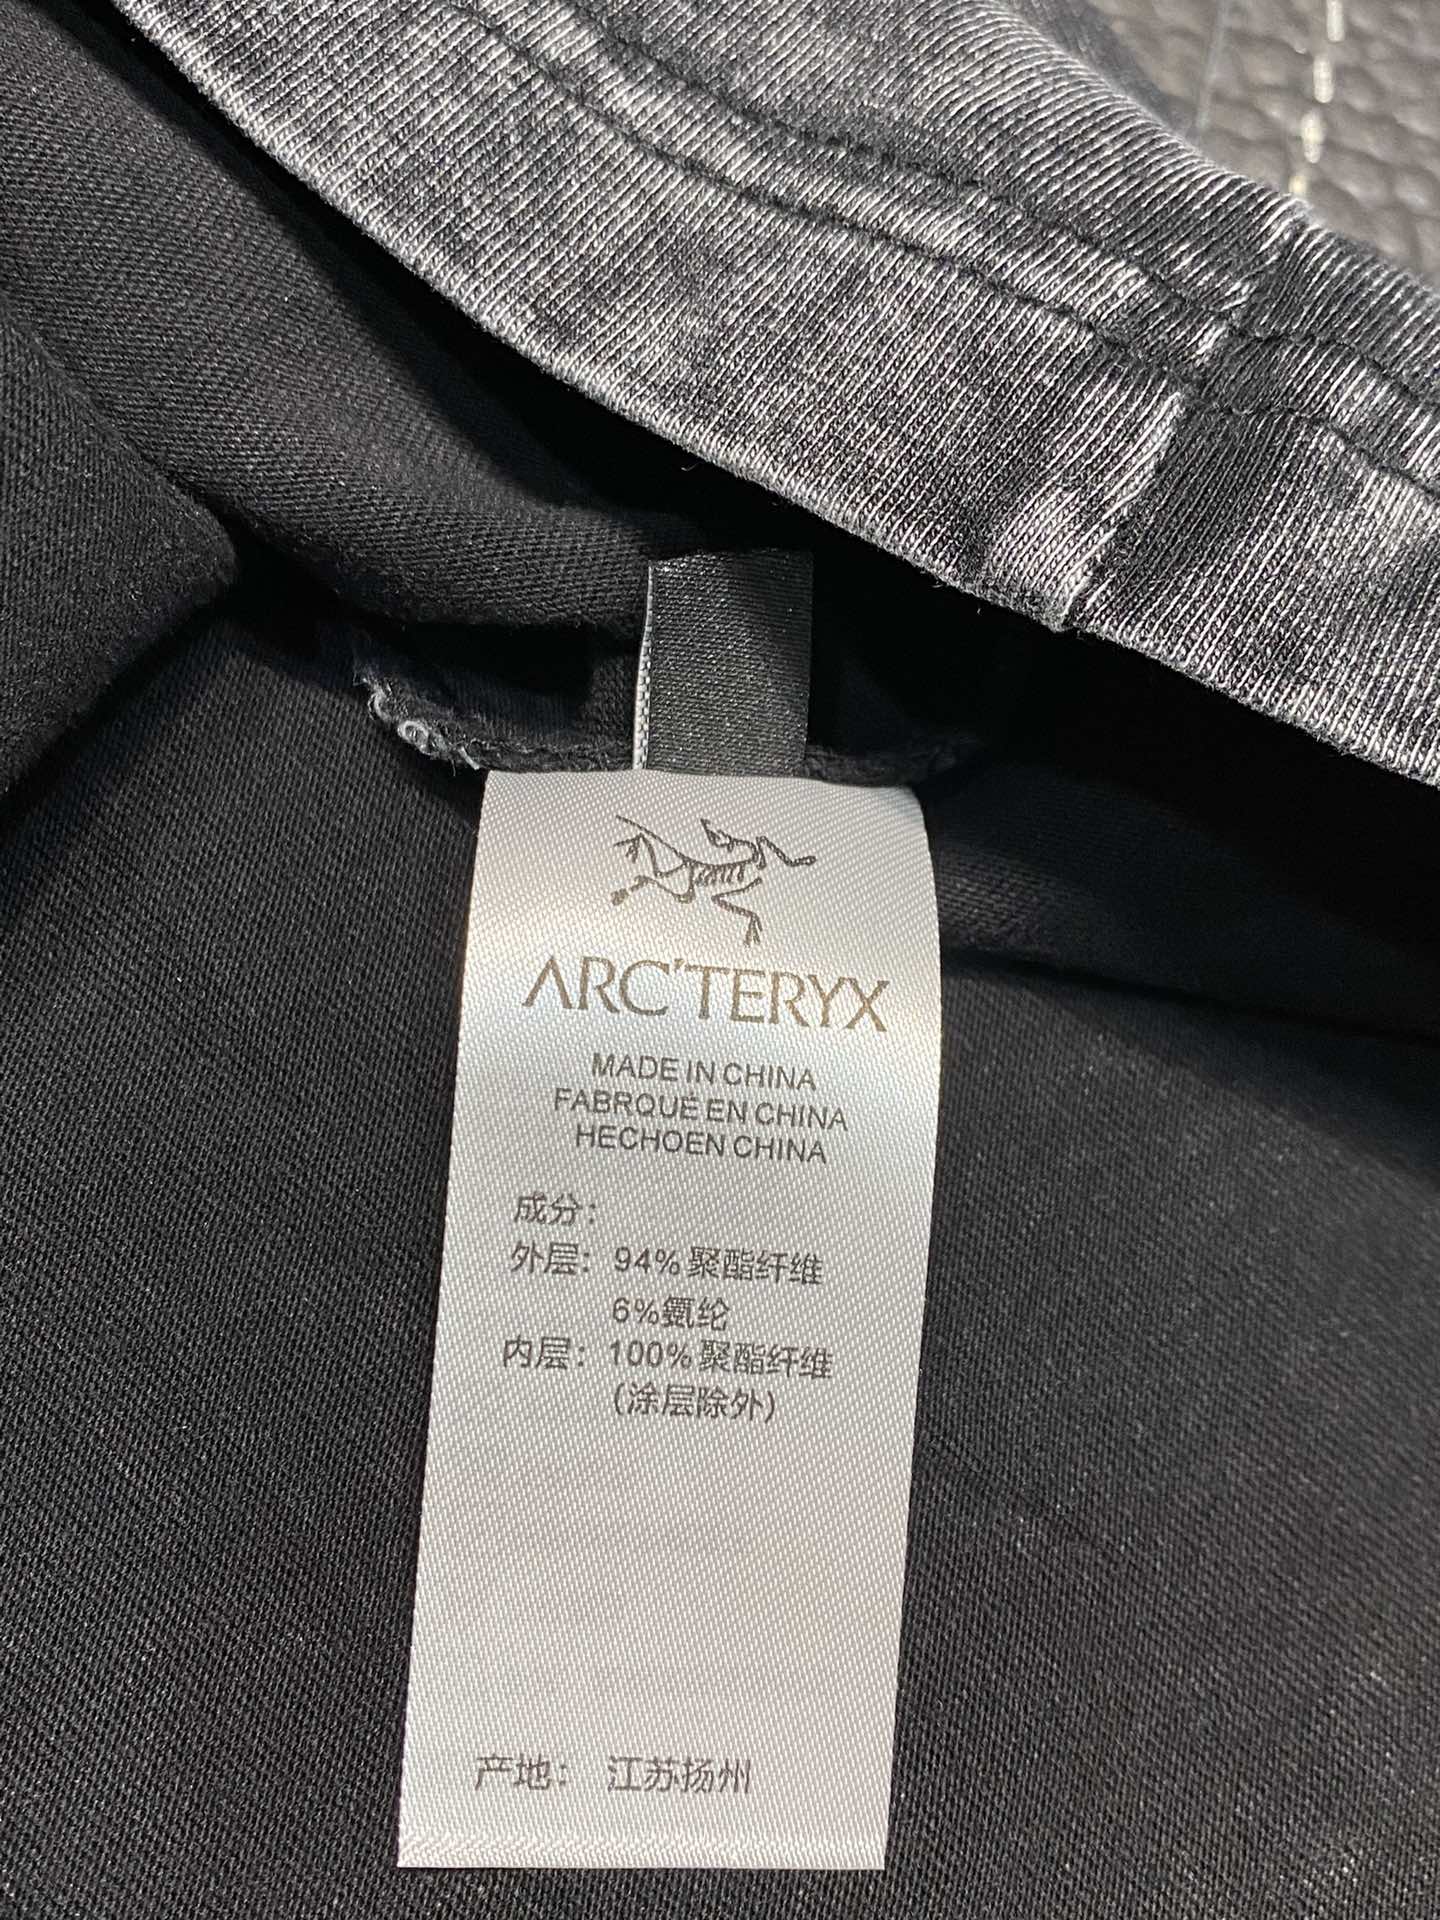 ARC'TERYX
MADE IN CHINA
FABRQUÉ EN CHINA
HECHOEN CHINA
成分：
外层：94%聚酯纤维
6%氨纶
内层：100%聚酯纤维
(涂层除外)
产地：江苏扬州